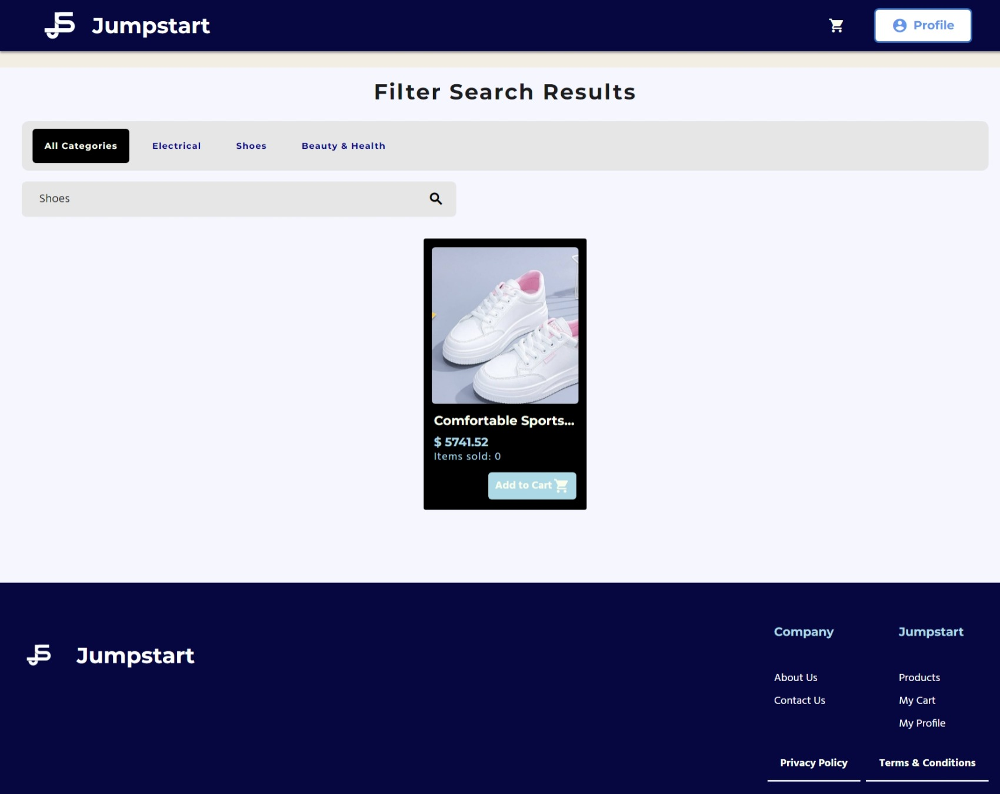 Jumpstart
Profile
Filter Search Results
All Categories
Electrical
Shoes
Beauty & Health
Shoes
Comfortable Sports...
$ 5741.52
Items sold: 0
Add to Cart
Jumpstart
Company
About Us
Contact Us
Jumpstart
Products
My Cart
My Profile
Privacy Policy
Terms & Conditions